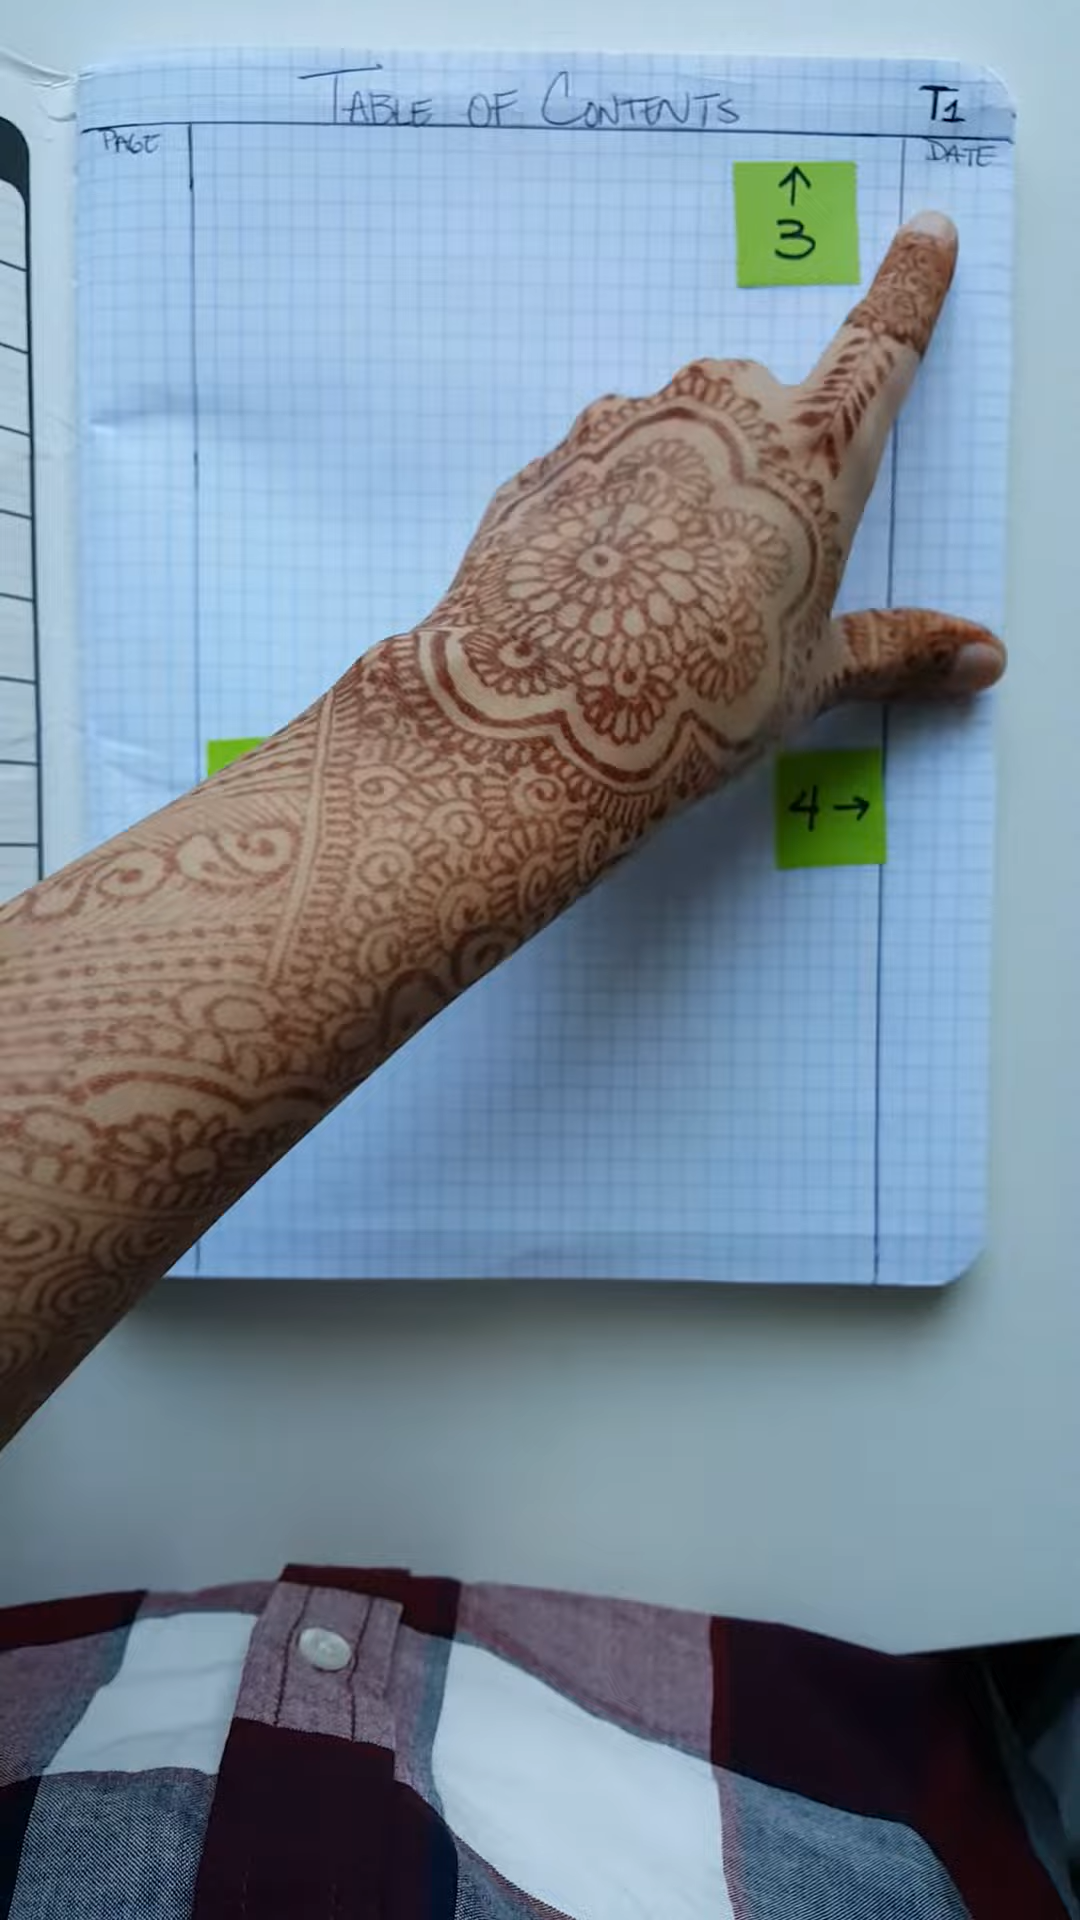 TABLE OF CONTENTS
T1
PAGE
DATE
↑
3
4→